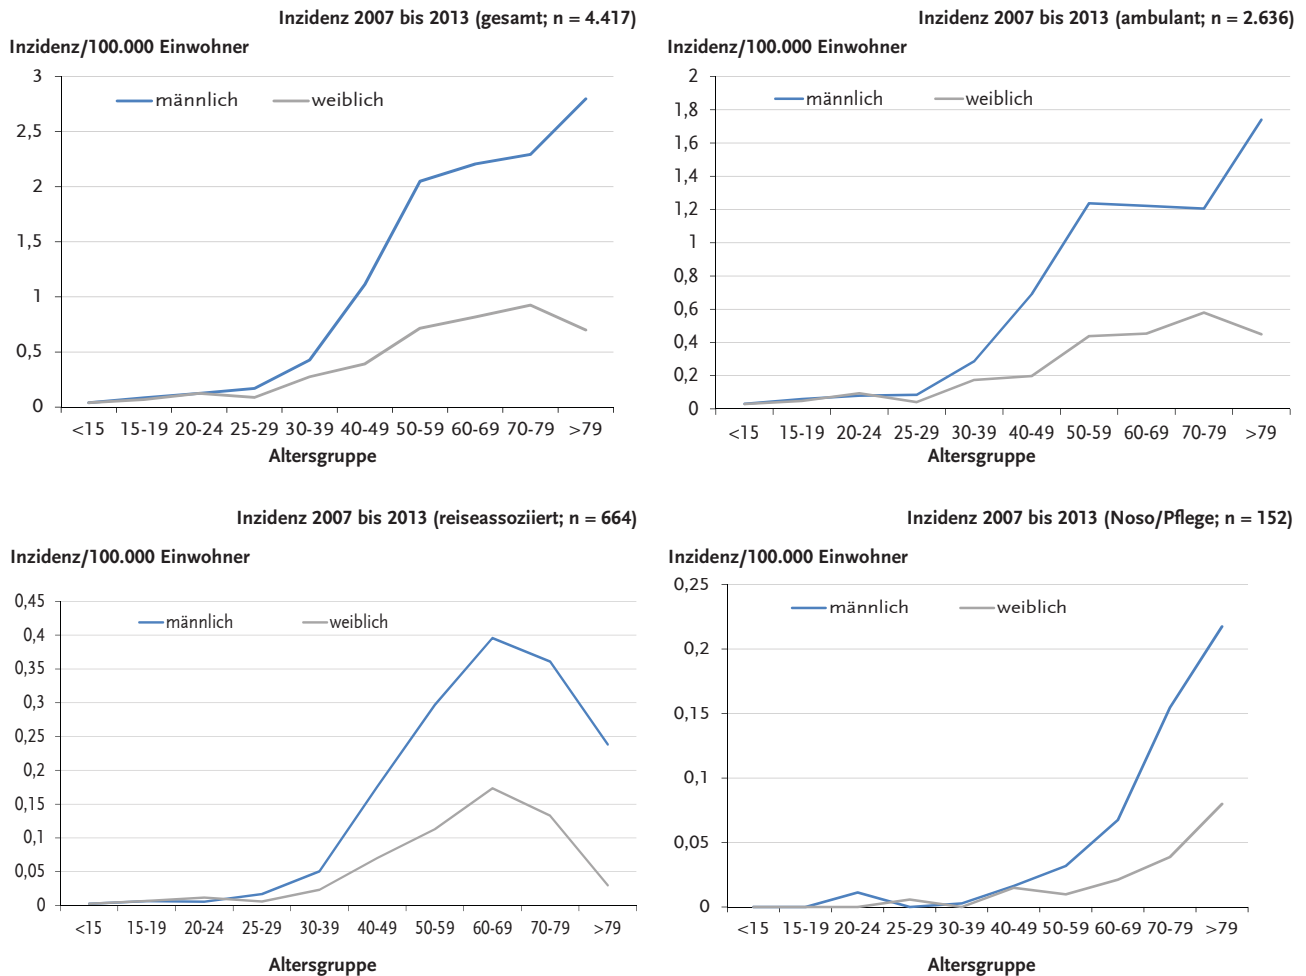 Inzidenz 2007 bis 2013 (gesamt; n = 4.417)
Inzidenz/100.000 Einwohner
männlich weiblich
3
2,5
2
1,5
1
0,5
0
<15 15-19 20-24 25-29 30-39 40-49 50-59 60-69 70-79 >79
Altersgruppe
Inzidenz 2007 bis 2013 (ambulant; n = 2.636)
Inzidenz/100.000 Einwohner
männlich weiblich
2
1,8
1,6
1,4
1,2
1
0,8
0,6
0,4
0,2
0
<15 15-19 20-24 25-29 30-39 40-49 50-59 60-69 70-79 >79
Altersgruppe
Inzidenz 2007 bis 2013 (reiseassoziiert; n = 664)
Inzidenz/100.000 Einwohner
männlich weiblich
0,45
0,4
0,35
0,3
0,25
0,2
0,15
0,1
0,05
0
<15 15-19 20-24 25-29 30-39 40-49 50-59 60-69 70-79 >79
Altersgruppe
Inzidenz 2007 bis 2013 (Noso/Pflege; n = 152)
Inzidenz/100.000 Einwohner
männlich weiblich
0,25
0,2
0,15
0,1
0,05
0
<15 15-19 20-24 25-29 30-39 40-49 50-59 60-69 70-79 >79
Altersgruppe